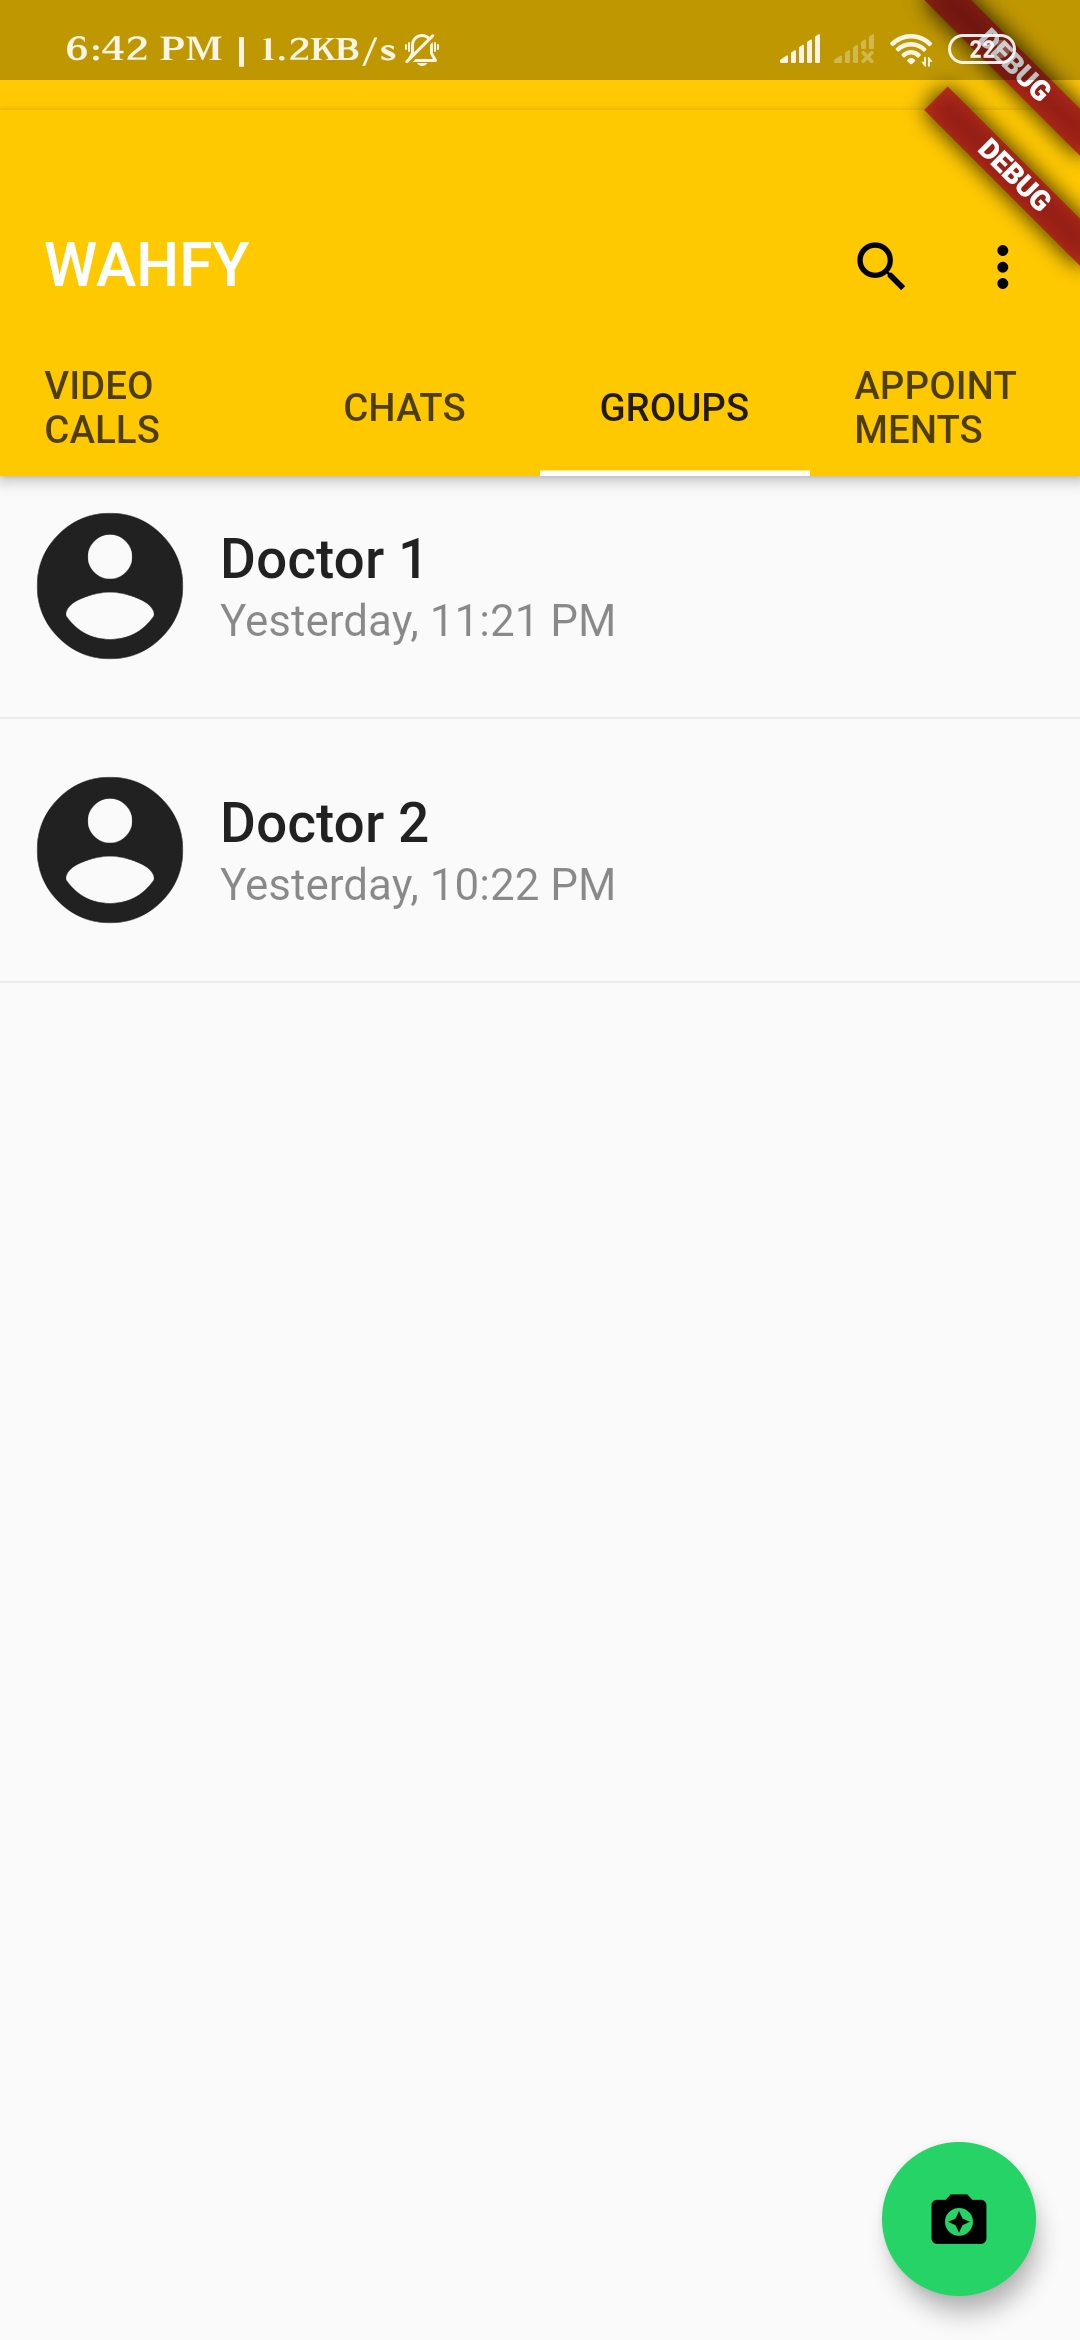 6:42 PM | 1.2KB/s
22
DEBUG
DEBUG
WAHFY
VIDEO
CALLS
CHATS
GROUPS
APPOINT
MENTS
Doctor 1
Yesterday, 11:21 PM
Doctor 2
Yesterday, 10:22 PM